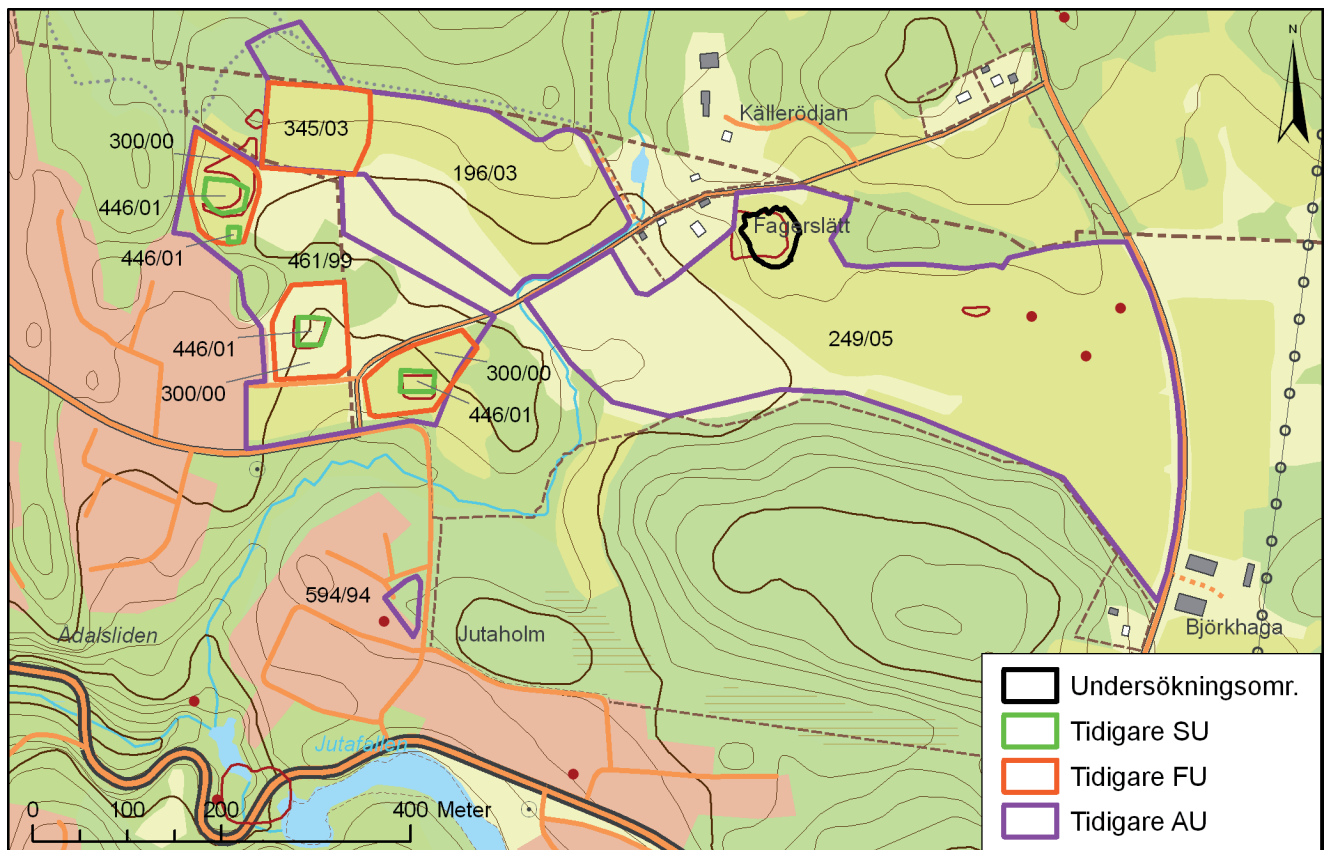 N
Källerödjan
345/03
300/00
196/03
446/01
Fagerslätt
446/01
461/99
249/05
446/01
300/00
300/00
446/01
594/94
Jutaholm
Björkhaga
Ådalsliden
Undersökningsomr.
Tidigare SU
Jutafallen
Tidigare FU
0 100 200 400 Meter
Tidigare AU